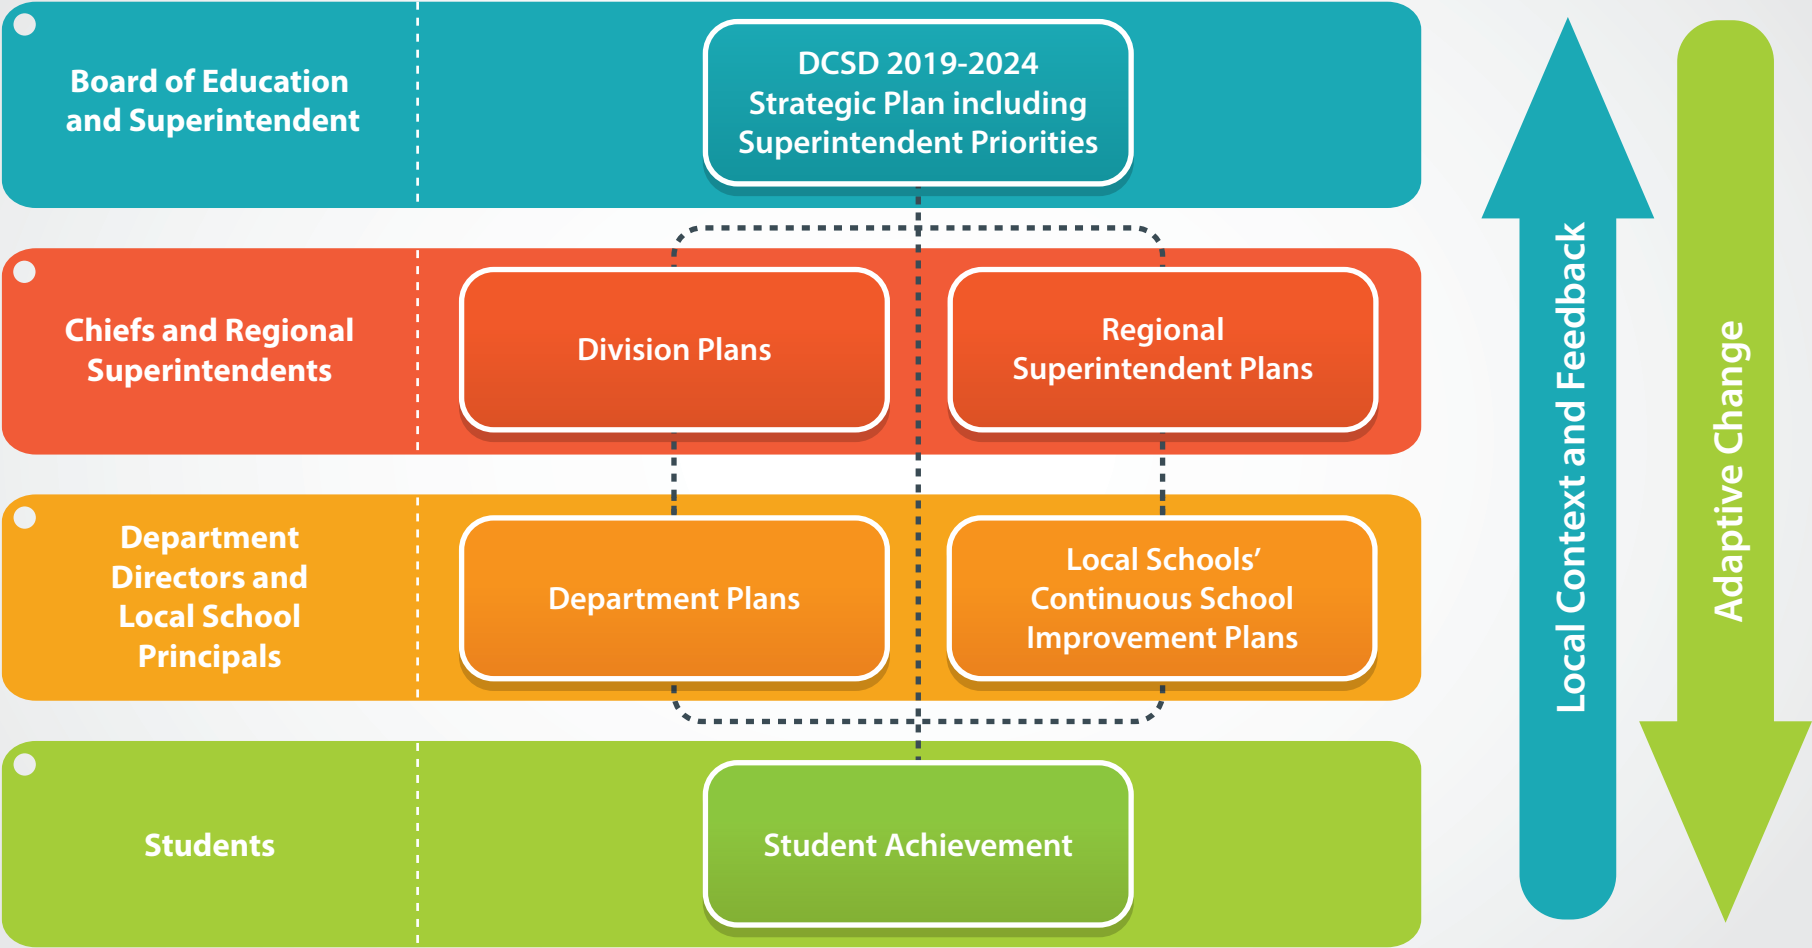 Board of Education
and Superintendent
DCSD 2019-2024
Strategic Plan including
Superintendent Priorities
Chiefs and Regional
Superintendents
Division Plans
Regional
Superintendent Plans
Department
Directors and
Local School
Principals
Department Plans
Local Schools’
Continuous School
Improvement Plans
Students
Student Achievement
Local Context and Feedback
Adaptive Change